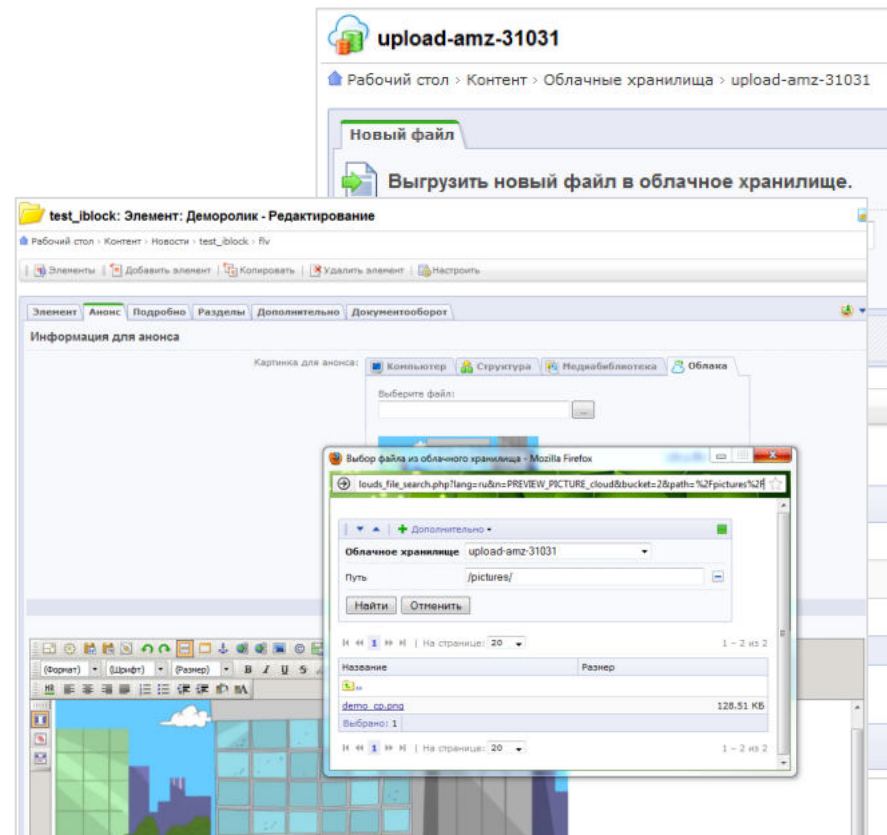 upload-amz-31031
Рабочий стол > Контент > Облачные хранилища > upload-amz-31031
Новый файл
Выгрузить новый файл в облачное хранилище.
test_iblock: Элемент: Деморолик - Редактирование
Рабочий стол > Контент > Новости > test_iblock > flv
Элементы | Добавить элемент | Копировать | Удалить элемент | Настроить
Элемент Анонс Подробно Разделы Дополнительно Документооборот
Информация для анонса
Картинка для анонса: Компьютер Структура Медиабиблиотека Облака
Выберите файл:
...
Выбор файла из облачного хранилища - Mozilla Firefox
louds_file_search.php?lang=ru&n=PREVIEW_PICTURE_cloud&bucket=2&path=%2Fpictures%2F
Дополнительно
Облачное хранилище upload-amz-31031
Путь /pictures/
Найти Отменить
1 | На странице: 20 1 – 2 из 2
Название Размер
..
demo_cp.png 128.51 КБ
Выбрано: 1
1 | На странице: 20 1 – 2 из 2
(Формат) (Шрифт) (Размер) B I U S